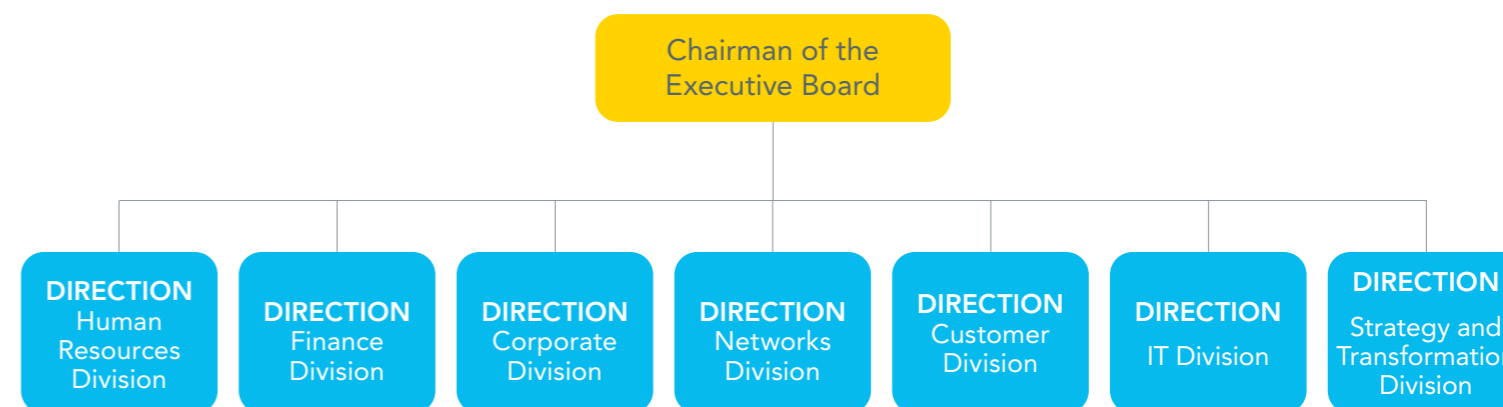 Chairman of the
Executive Board
DIRECTION
Human
Resources
Division
DIRECTION
Finance
Division
DIRECTION
Corporate
Division
DIRECTION
Networks
Division
DIRECTION
Customer
Division
DIRECTION
IT Division
DIRECTION
Strategy and
Transformation
Division